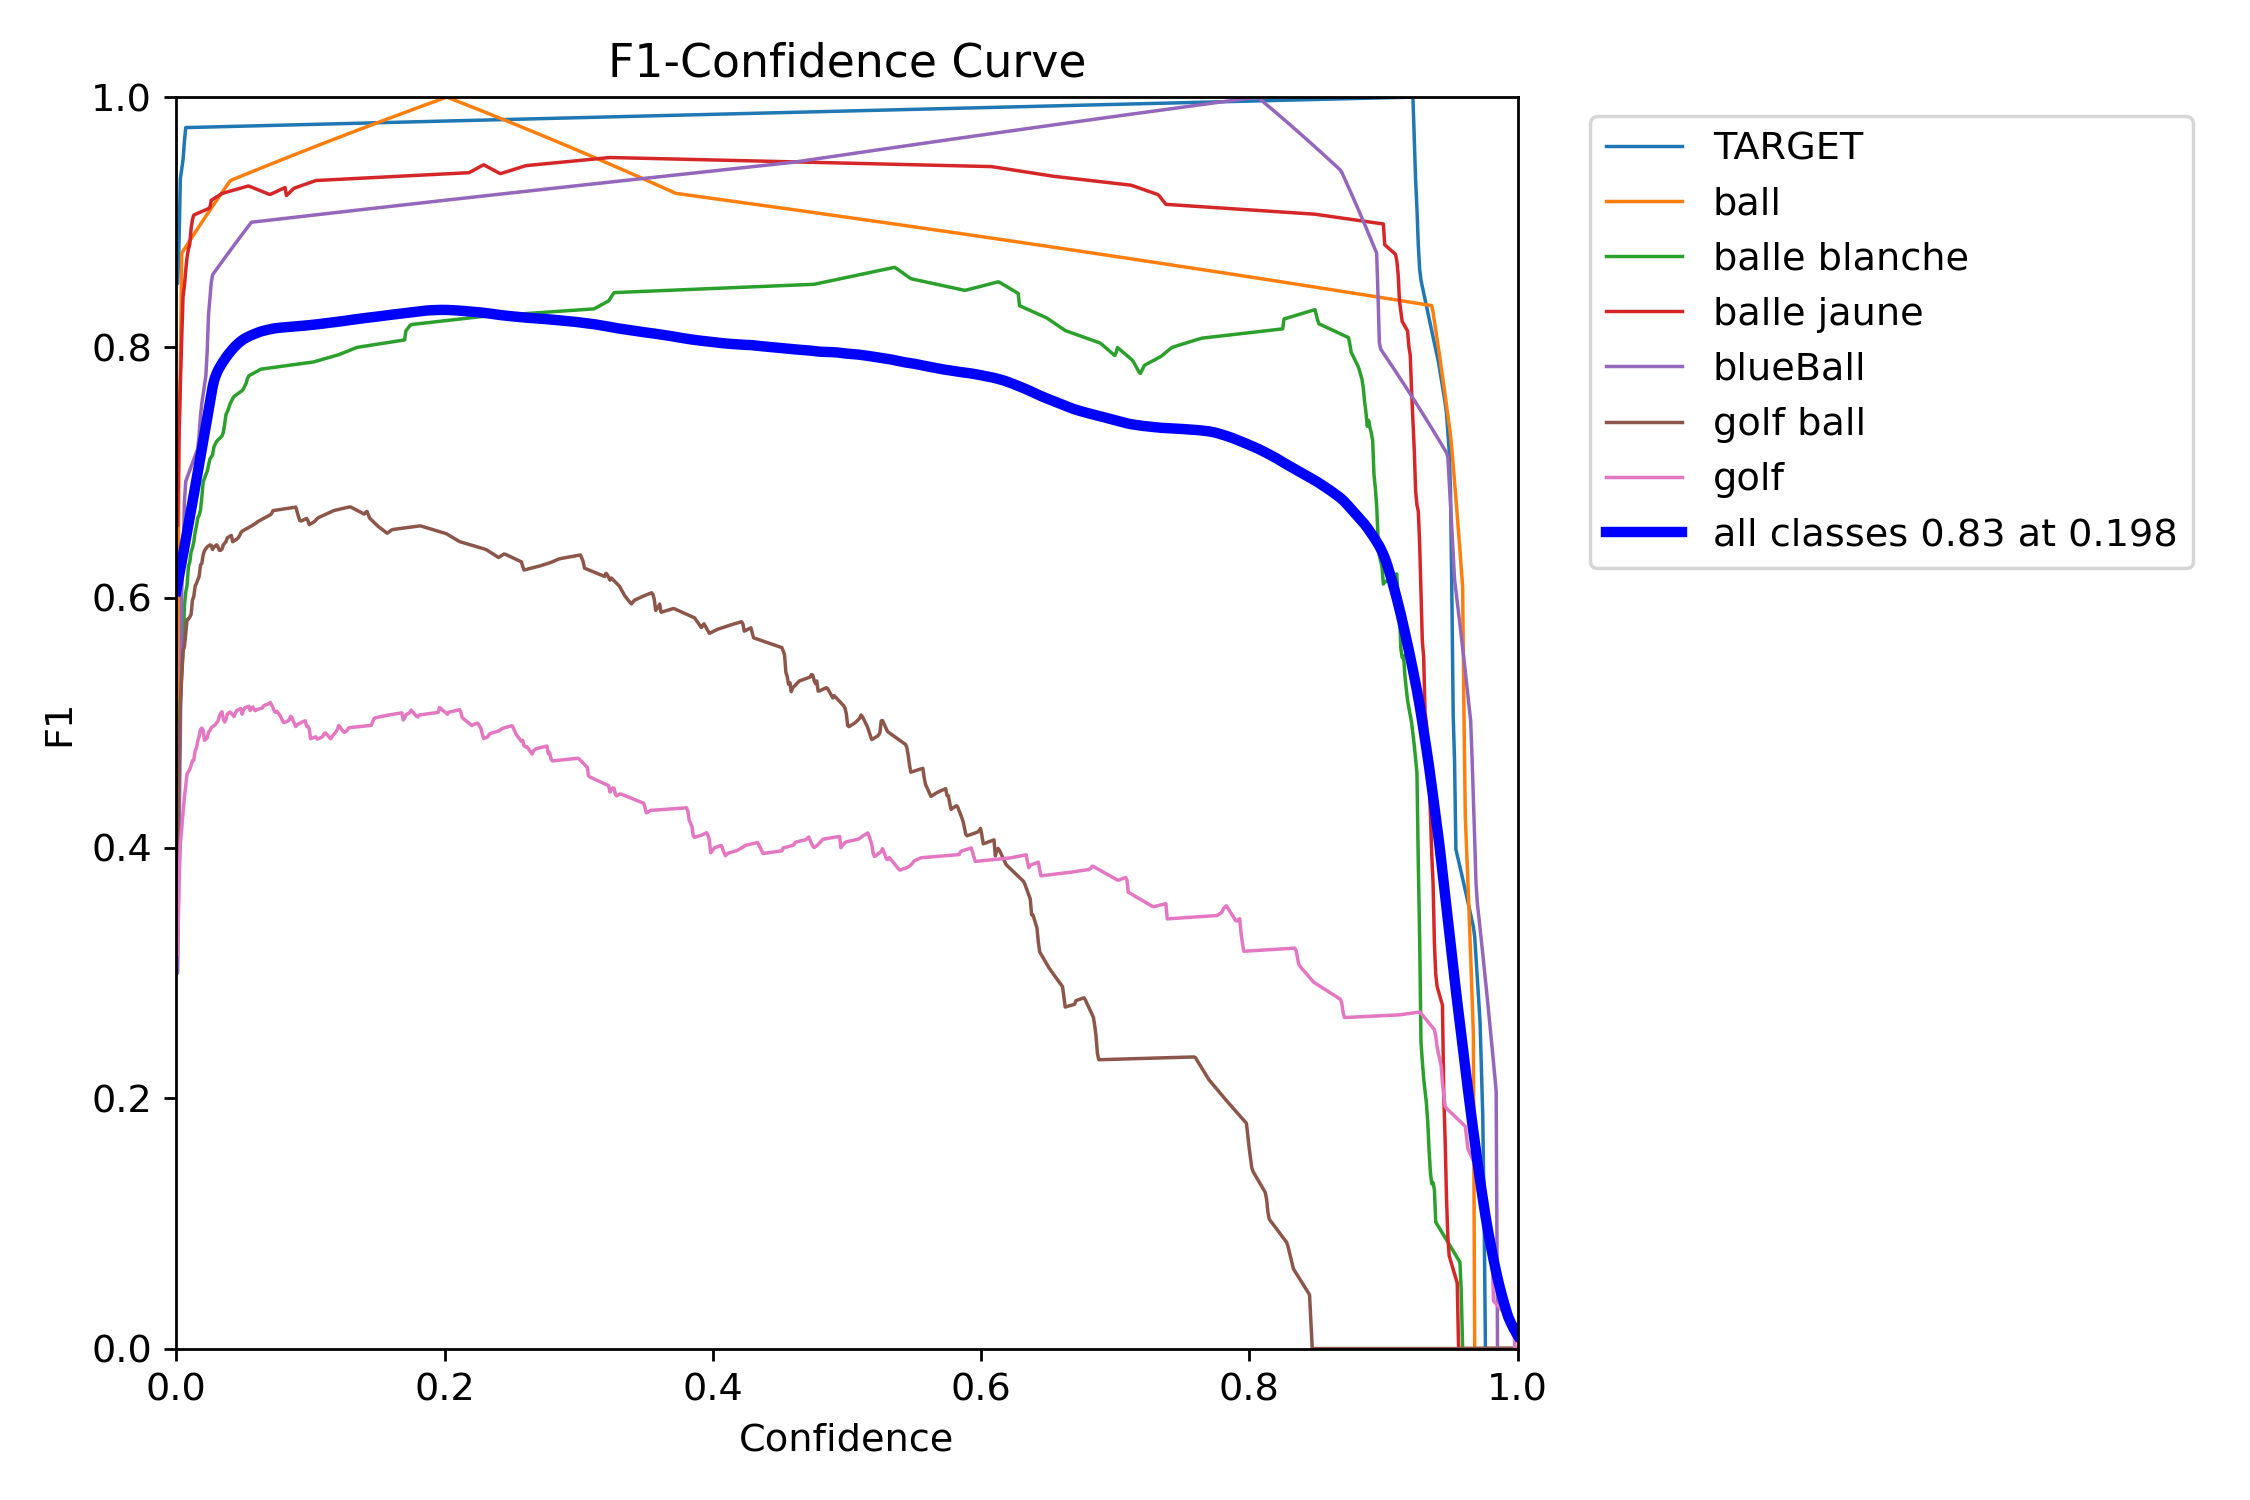 F1-Confidence Curve
1.0
0.8
0.6
0.4
0.2
0.0
F1
0.0 0.2 0.4 0.6 0.8 1.0
Confidence
TARGET
ball
balle blanche
balle jaune
blueBall
golf ball
golf
all classes 0.83 at 0.198